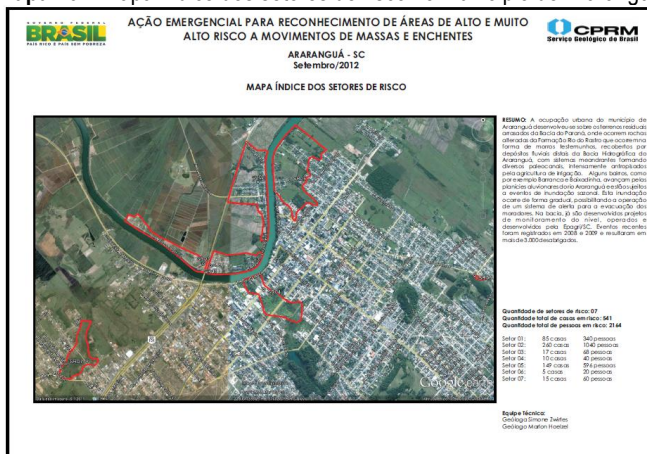 GOVERNO FEDERAL
BRASIL
PAÍS RICO É PAÍS SEM POBREZA
AÇÃO EMERGENCIAL PARA RECONHECIMENTO DE ÁREAS DE ALTO E MUITO
ALTO RISCO A MOVIMENTOS DE MASSAS E ENCHENTES
CPRM
Serviço Geológico do Brasil
ARARANGUÁ - SC
Setembro/2012
MAPA ÍNDICE DOS SETORES DE RISCO
RESUMO: A ocupação urbana do município de
Araranguá desenvolveu-se sobre os terrenos residuais
arrasados da Bacia do Paraná, onde ocorrem rochas
alteradas da Formação Rio do Rasto que ocorrem na
forma de morros testemunhos, recobertos por
depósitos fluviais distais da Bacia Hidrográfica do
Araranguá, com sistemas meandrantes formando
diversos paleocanais, intensamente antropizados
pela agricultura de irrigação. Alguns bairros, como
por exemplo Barranca e Baixadinha, avançam pelas
planícies aluvionares do rio Araranguá e estão sujeitos
a eventos de inundação sazonal. Esta inundação
ocorre de forma gradual, possibilitando a operação
de um sistema de alerta para a evacuação dos
moradores. Na bacia, já são desenvolvidos projetos
de monitoramento do nível, operados e
desenvolvidos pela Epagri/SC. Eventos recentes
foram registrados em 2008 e 2009 e resultaram em
mais de 3.000 desabrigados.
Quantidade de setores de risco: 07
Quantidade total de casas em risco: 541
Quantidade total de pessoas em risco: 2164
Setor 01: 85 casas 340 pessoas
Setor 02: 260 casas 1040 pessoas
Setor 03: 17 casas 68 pessoas
Setor 04: 10 casas 40 pessoas
Setor 05: 149 casas 596 pessoas
Setor 06: 5 casas 20 pessoas
Setor 07: 15 casas 60 pessoas
Google earth
Equipe Técnica:
Geóloga Simone Zwirtes
Geólogo Marlon Hoelzel